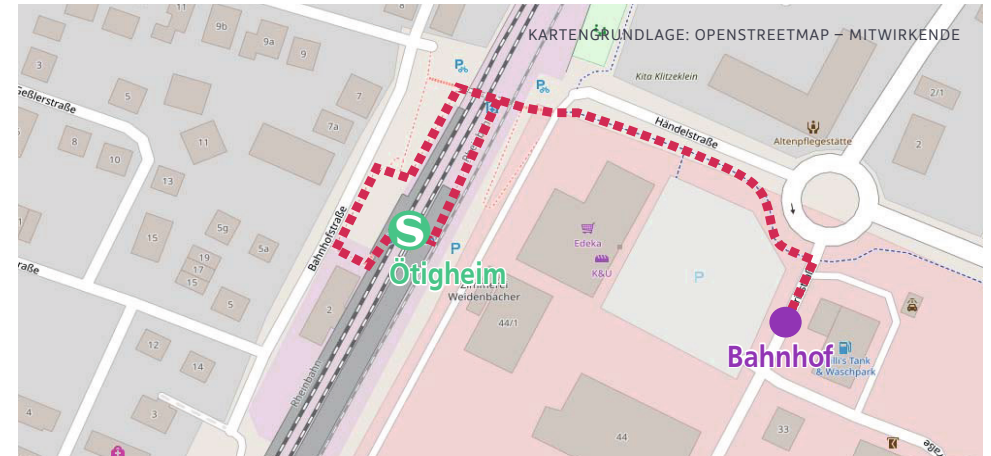 KARTENGRUNDLAGE: OPENSTREETMAP – MITWIRKENDE
11
9b
9a
9
8
3
5
7
7a
Geßlerstraße
8
10
11
13
15
5g
5a
19
17
15
5
Bahnhofstraße
2
Rheinbahn
12
14
3
4
P
P
Kita Klitzeklein
Händelstraße
Altenpflegestätte
2/1
2
Edeka
K&U
P
P
S
Ötigheim
Weidenbacher
44/1
44
Bahnhof
& Waschpark
33